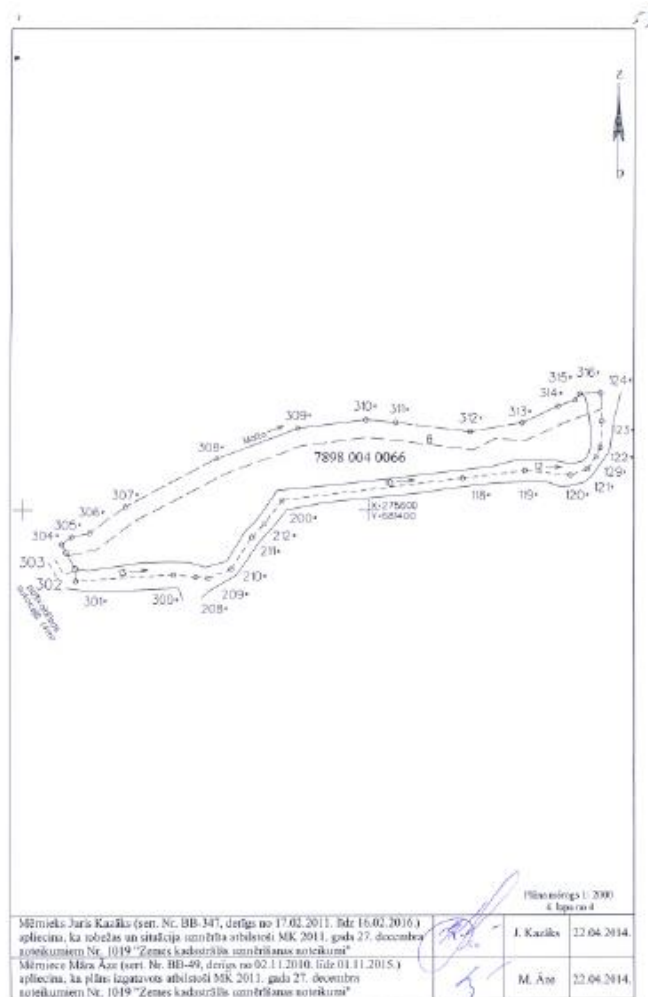 Z
D
315• 316• 124•
314•
313•
312•
311•
310•
309•
308•
307•
306•
305•
304•
303
302
301•
300•
208•
209•
210•
211•
212•
200•
7898 004 0066
6
123
122
129•
121
120•
119•
118•
X-275600
Y-681400
4. lapa no 4
Mērnieks Juris Kazāks (sert. Nr. BB-347, derīgs no 17.02.2011. līdz 16.02.2016.)
apliecina, ka robežas un situācija uzmērīta atbilstoši MK 2011. gada 27. decembra
noteikumiem Nr. 1019 "Zemes kadastrālās uzmērīšanas noteikumi"
J. Kazāks 22.04.2014.
Mērniece Māra Āze (sert. Nr. BB-49, derīgs no 02.11.2010. līdz 01.11.2015.)
apliecina, ka plāns izgatavots atbilstoši MK 2011. gada 27. decembra
noteikumiem Nr. 1019 "Zemes kadastrālās uzmērīšanas noteikumi"
M. Āze 22.04.2014.